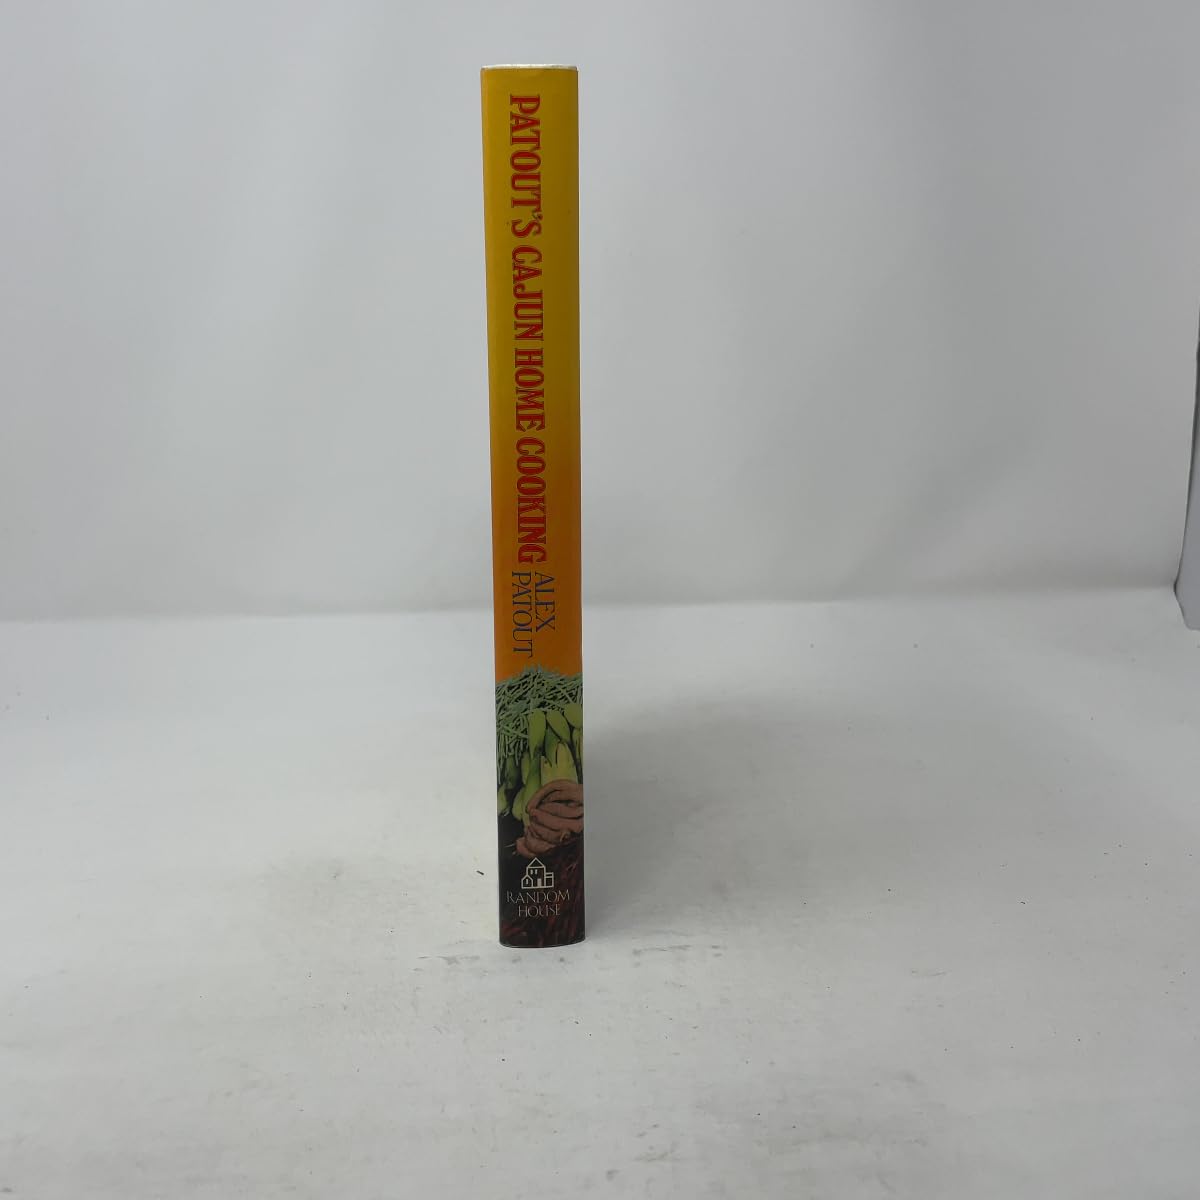 PATOUT'S CAJUN HOME COOKING
ALEX
PATOUT
RANDOM
HOUSE